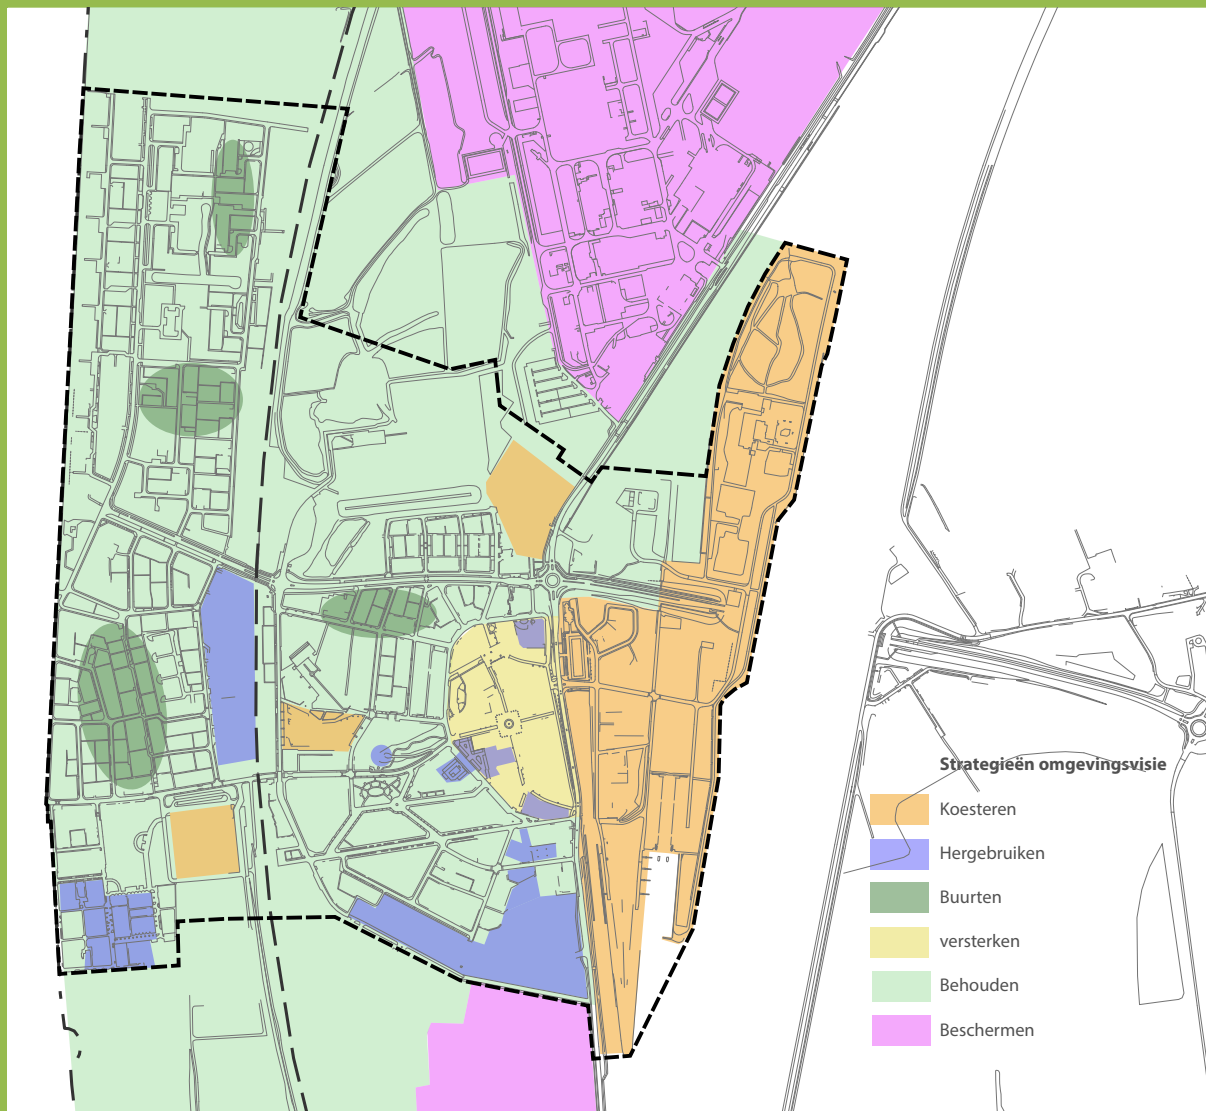 Strategieën omgevingsvisie
Koesteren
Hergebruiken
Buurten
versterken
Behouden
Beschermen